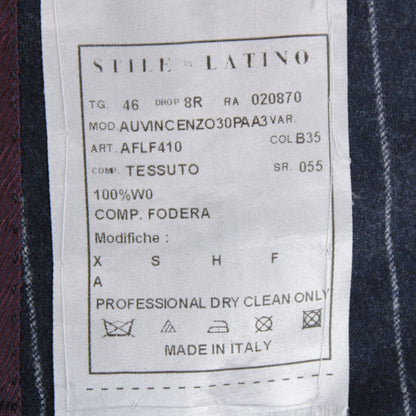 STILE LATINO
TG. 46 DROP 8R RA 020870
MOD. AUVINCENZO30PAA3 VAR.
ART. AFLF410 COL B35
COMP. TESSUTO SR. 055
100%W0
COMP. FODERA
Modifiche :
X S H F
A
PROFESSIONAL DRY CLEAN ONLY
MADE IN ITALY